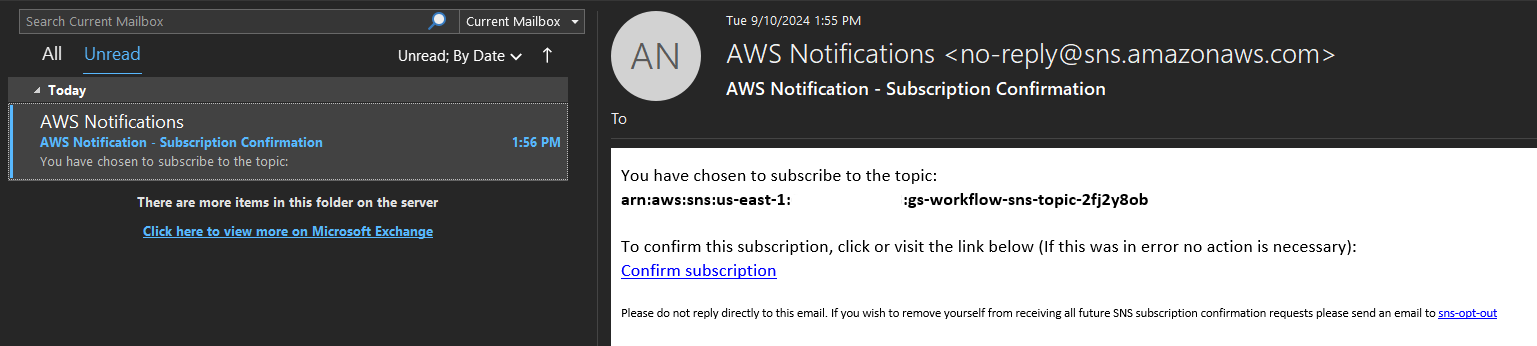 Search Current Mailbox
Current Mailbox
All
Unread
Unread; By Date
Today
AWS Notifications
AWS Notification - Subscription Confirmation
1:56 PM
You have chosen to subscribe to the topic:
There are more items in this folder on the server
Click here to view more on Microsoft Exchange
AN
Tue 9/10/2024 1:55 PM
AWS Notifications <no-reply@sns.amazonaws.com>
AWS Notification - Subscription Confirmation
To
You have chosen to subscribe to the topic:
arn:aws:sns:us-east-1: :gs-workflow-sns-topic-2fj2y8ob
To confirm this subscription, click or visit the link below (If this was in error no action is necessary):
Confirm subscription
Please do not reply directly to this email. If you wish to remove yourself from receiving all future SNS subscription confirmation requests please send an email to sns-opt-out